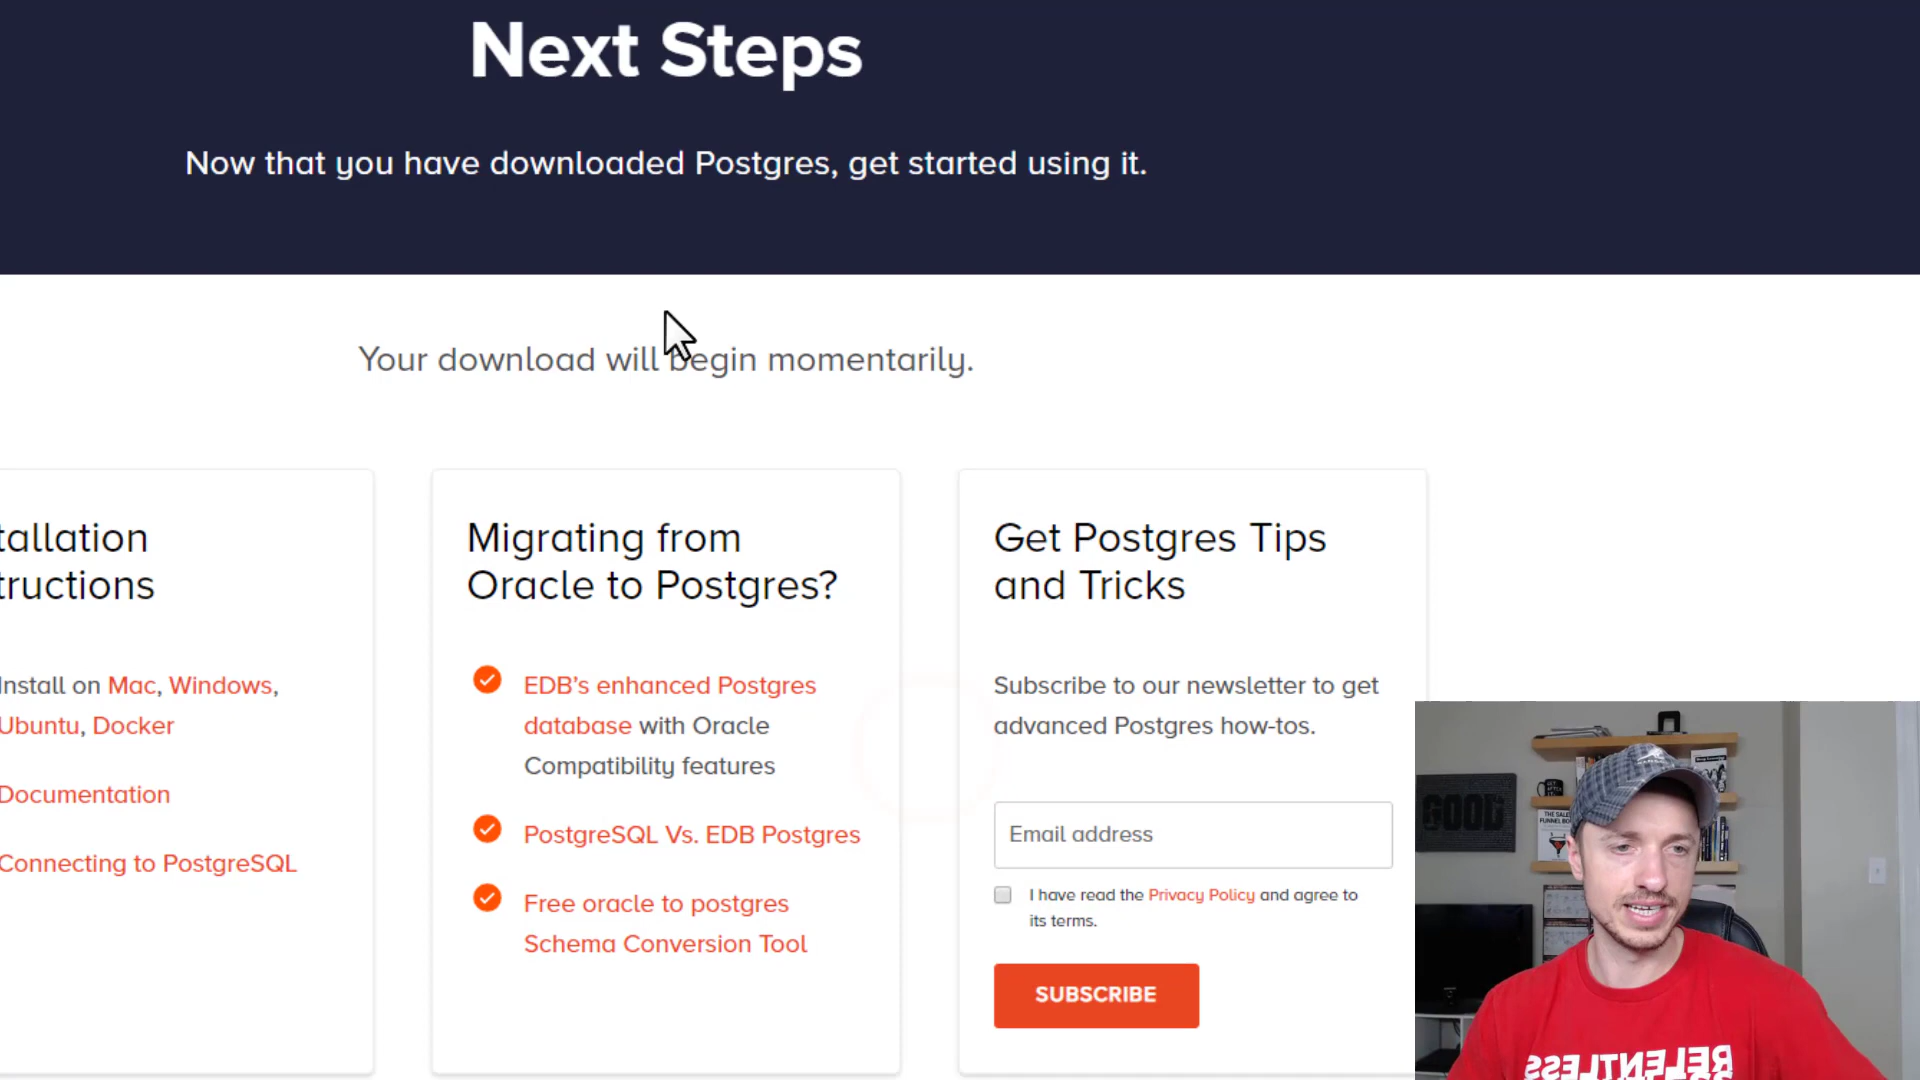 Next Steps
Now that you have downloaded Postgres, get started using it.
Your download will begin momentarily.
tallation
tructions
Install on Mac, Windows,
Ubuntu, Docker
Documentation
Connecting to PostgreSQL
Migrating from
Oracle to Postgres?
EDB's enhanced Postgres
database with Oracle
Compatibility features
PostgreSQL Vs. EDB Postgres
Free oracle to postgres
Schema Conversion Tool
Get Postgres Tips
and Tricks
Subscribe to our newsletter to get
advanced Postgres how-tos.
Email address
I have read the Privacy Policy and agree to
its terms.
SUBSCRIBE
GOOD
RELENTLESS